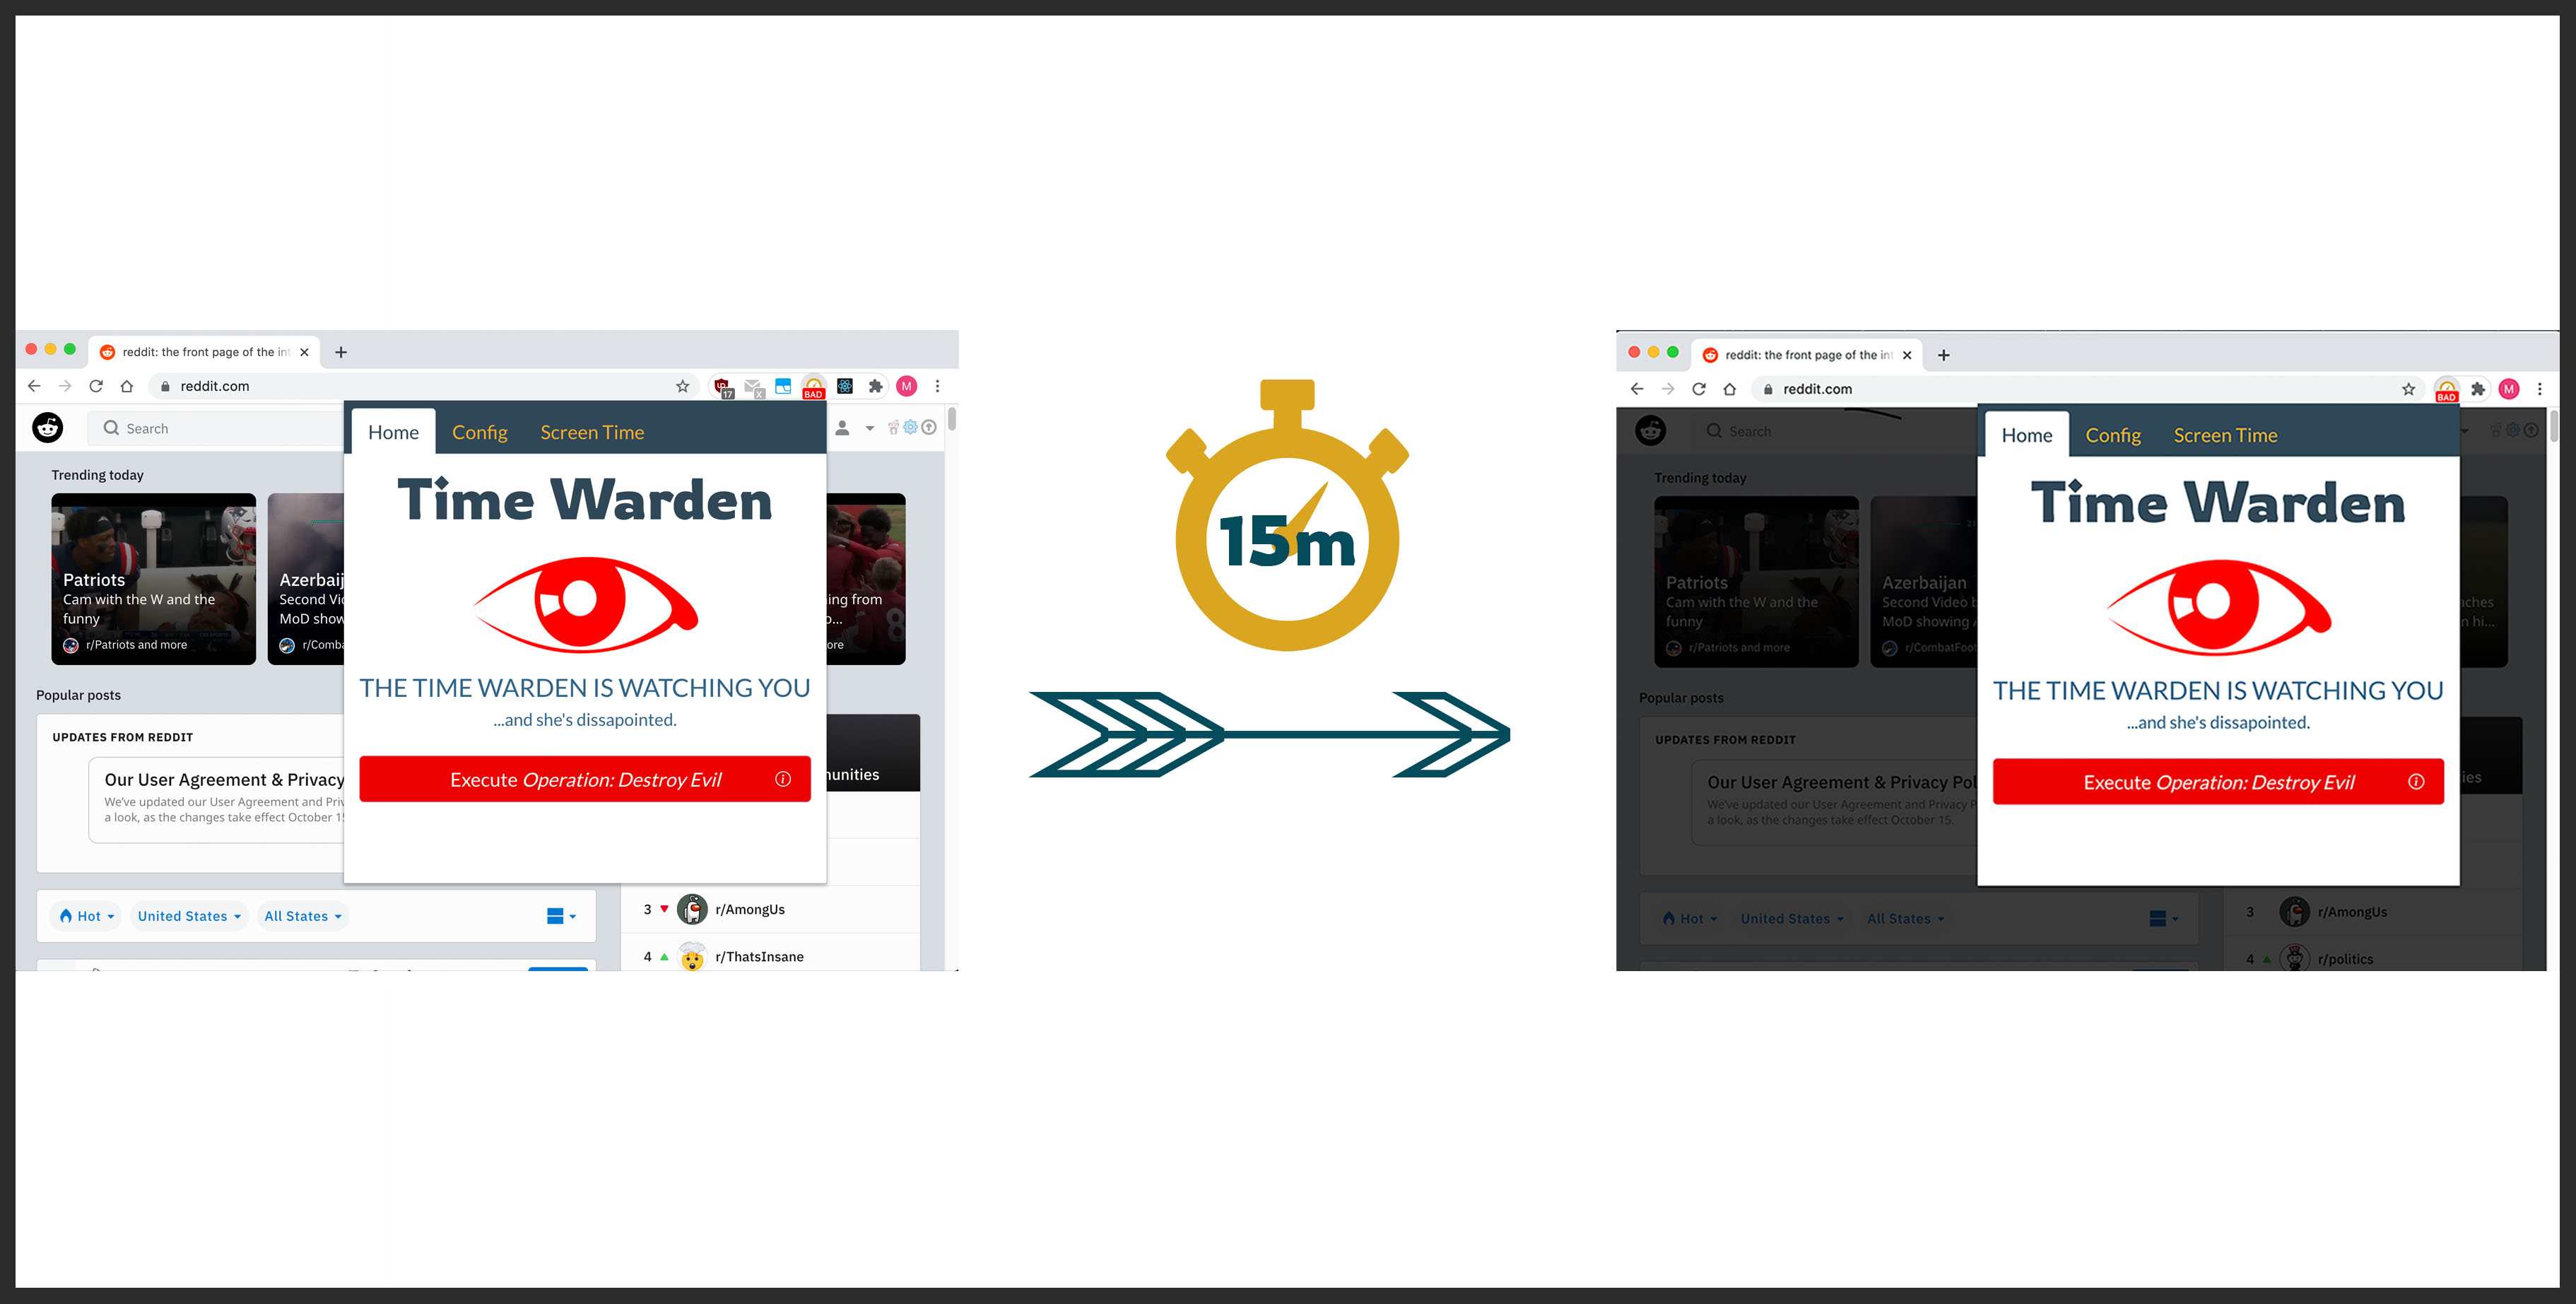 reddit: the front page of the int
reddit.com
17
X
BAD
M
Search
Home
Config
Screen Time
Trending today
Time Warden
Patriots
Cam with the W and the
funny
r/Patriots and more
Azerbaij
Second Vi
MoD show
r/Comba
ing from
o...
ore
THE TIME WARDEN IS WATCHING YOU
...and she's dissapointed.
Execute Operation: Destroy Evil
Popular posts
UPDATES FROM REDDIT
Our User Agreement & Privacy
We've updated our User Agreement and Priv
a look, as the changes take effect October 15
unities
Hot
United States
All States
3 r/AmongUs
4 r/ThatsInsane
15m
reddit: the front page of the int
reddit.com
BAD
M
Search
Home
Config
Screen Time
Trending today
Time Warden
Patriots
Cam with the W and the
funny
r/Patriots and more
Azerbaijan
Second Video b
MoD showing
r/CombatFoo
ches
n hi...
THE TIME WARDEN IS WATCHING YOU
...and she's dissapointed.
Execute Operation: Destroy Evil
Popular posts
UPDATES FROM REDDIT
Our User Agreement & Privacy Pol
We've updated our User Agreement and Privacy P
a look, as the changes take effect October 15.
ies
Hot
United States
All States
3 r/AmongUs
4 r/politics